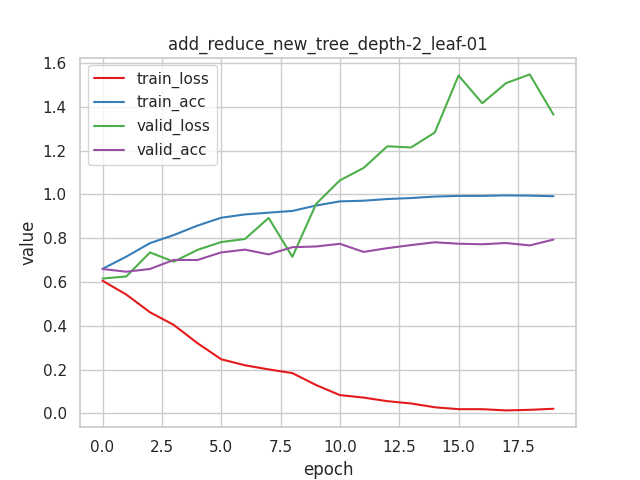 add_reduce_new_tree_depth-2_leaf-01
train_loss
train_acc
valid_loss
valid_acc
value
1.6
1.4
1.2
1.0
0.8
0.6
0.4
0.2
0.0
0.0 2.5 5.0 7.5 10.0 12.5 15.0 17.5
epoch